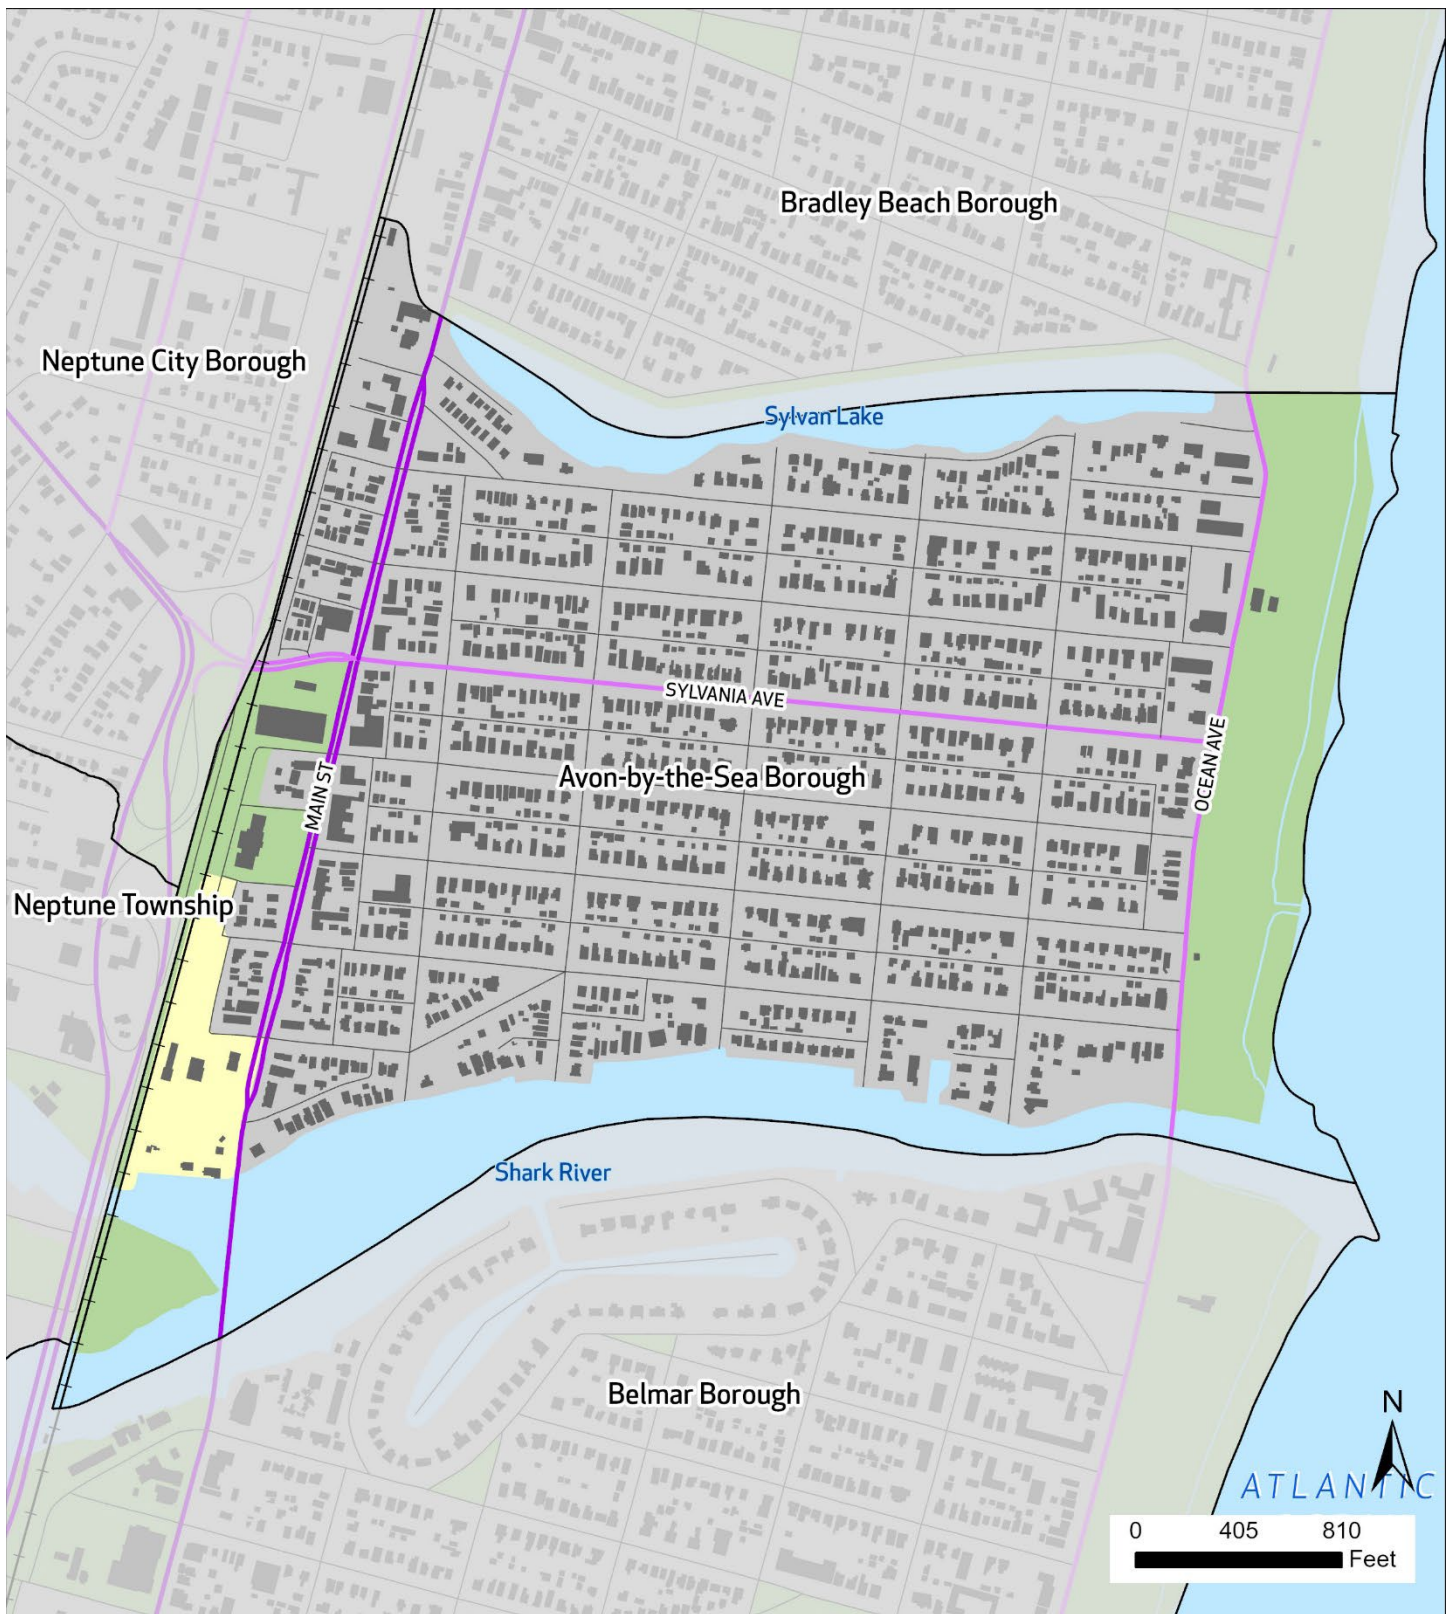 Bradley Beach Borough
Neptune City Borough
Sylvan Lake
SYLVANIA AVE
OCEAN AVE
Avon-by-the-Sea Borough
MAIN ST
Neptune Township
Shark River
Belmar Borough
N
ATLANTIC
0 405 810
Feet